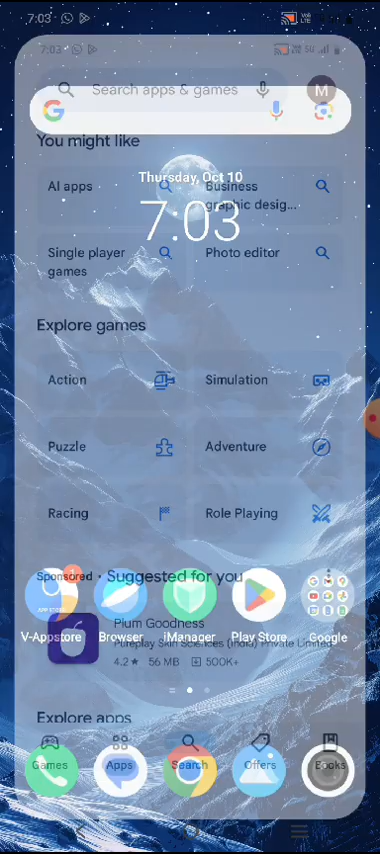 7:03
7:03
Search apps & games
M
You might like
Thursday, Oct 10
7:03
AI apps
Business graphic desig...
Single player games
Photo editor
Explore games
Action
Simulation
Puzzle
Adventure
Racing
Role Playing
Sponsored • Suggested for you
1
V-Appstore
Browser
iManager
Play Store
Google
Plum Goodness
Pureplay Skin Sciences (India) Private Limited
4.2★ 56 MB 500K+
Explore apps
Games
Apps
Search
Offers
Books